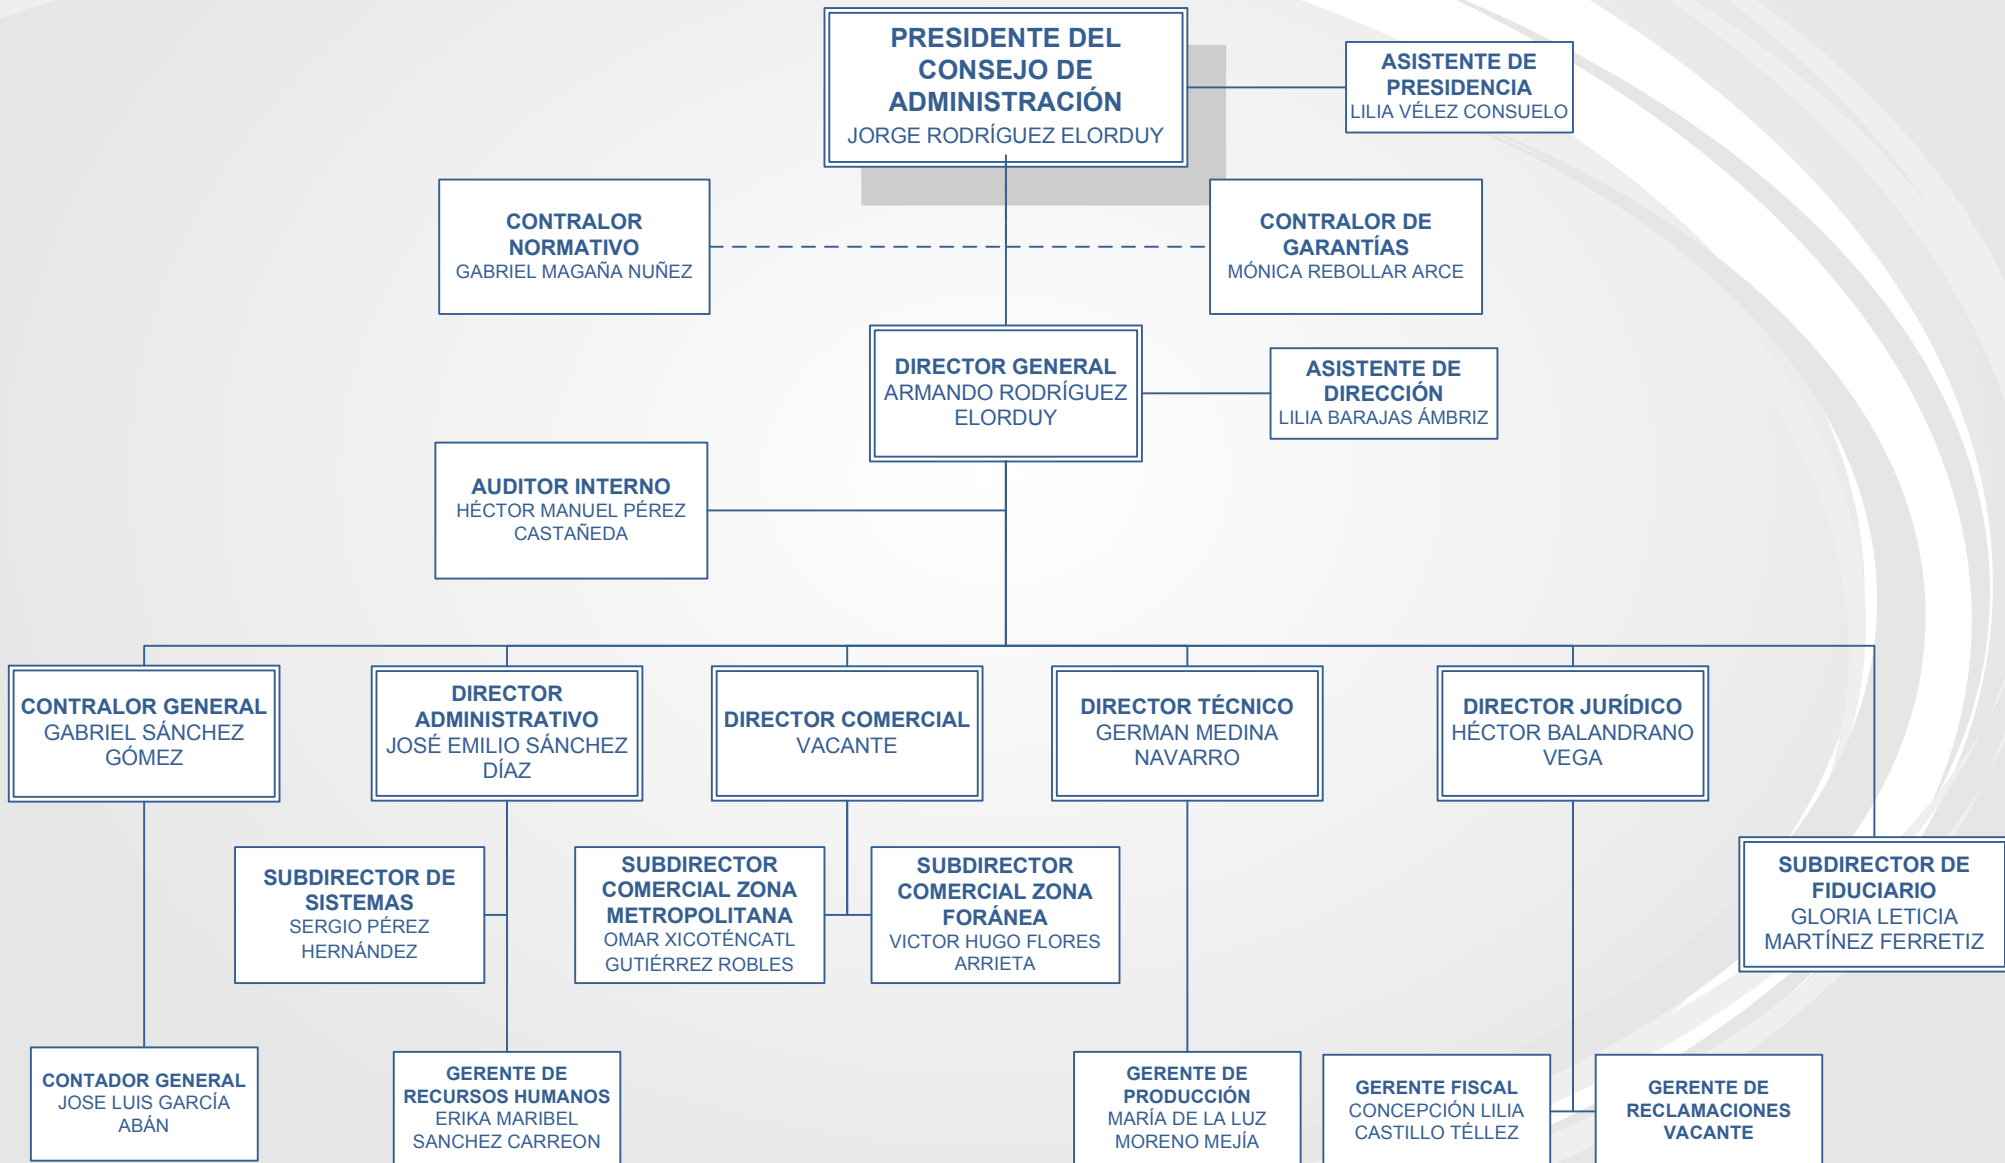 PRESIDENTE DEL
CONSEJO DE
ADMINISTRACIÓN
JORGE RODRÍGUEZ ELORDUY
ASISTENTE DE
PRESIDENCIA
LILIA VÉLEZ CONSUELO
CONTRALOR
NORMATIVO
GABRIEL MAGAÑA NUÑEZ
CONTRALOR DE
GARANTÍAS
MÓNICA REBOLLAR ARCE
DIRECTOR GENERAL
ARMANDO RODRÍGUEZ
ELORDUY
ASISTENTE DE
DIRECCIÓN
LILIA BARAJAS ÁMBRIZ
AUDITOR INTERNO
HÉCTOR MANUEL PÉREZ
CASTAÑEDA
CONTRALOR GENERAL
GABRIEL SÁNCHEZ
GÓMEZ
DIRECTOR
ADMINISTRATIVO
JOSÉ EMILIO SÁNCHEZ
DÍAZ
DIRECTOR COMERCIAL
VACANTE
DIRECTOR TÉCNICO
GERMAN MEDINA
NAVARRO
DIRECTOR JURÍDICO
HÉCTOR BALANDRANO
VEGA
SUBDIRECTOR DE
SISTEMAS
SERGIO PÉREZ
HERNÁNDEZ
SUBDIRECTOR
COMERCIAL ZONA
METROPOLITANA
OMAR XICOTÉNCATL
GUTIÉRREZ ROBLES
SUBDIRECTOR
COMERCIAL ZONA
FORÁNEA
VICTOR HUGO FLORES
ARRIETA
SUBDIRECTOR DE
FIDUCIARIO
GLORIA LETICIA
MARTÍNEZ FERRETIZ
CONTADOR GENERAL
JOSE LUIS GARCÍA
ABÁN
GERENTE DE
RECURSOS HUMANOS
ERIKA MARIBEL
SANCHEZ CARREON
GERENTE DE
PRODUCCIÓN
MARÍA DE LA LUZ
MORENO MEJÍA
GERENTE FISCAL
CONCEPCIÓN LILIA
CASTILLO TÉLLEZ
GERENTE DE
RECLAMACIONES
VACANTE